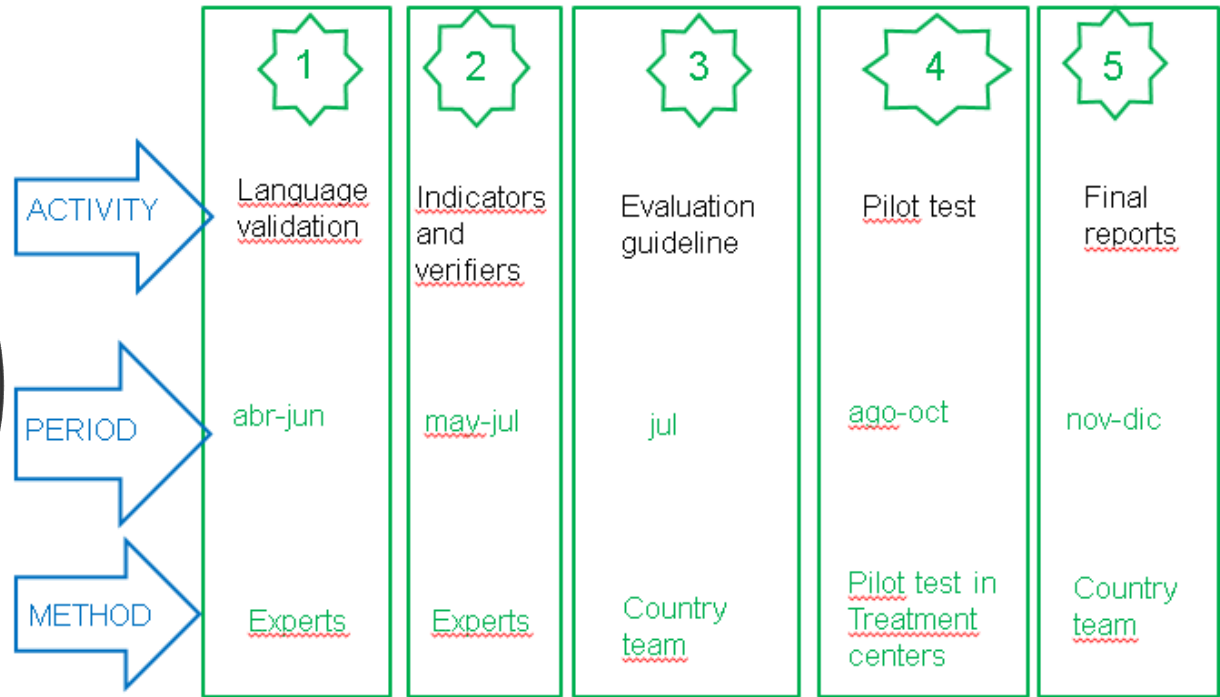 1 2 3 4 5
ACTIVITY
Language
validation
Indicators
and
verifiers
Evaluation
guideline
Pilot test
Final
reports
PERIOD
abr-jun
may-jul
jul
ago-oct
nov-dic
METHOD
Experts
Experts
Country
team
Pilot test in
Treatment
centers
Country
team